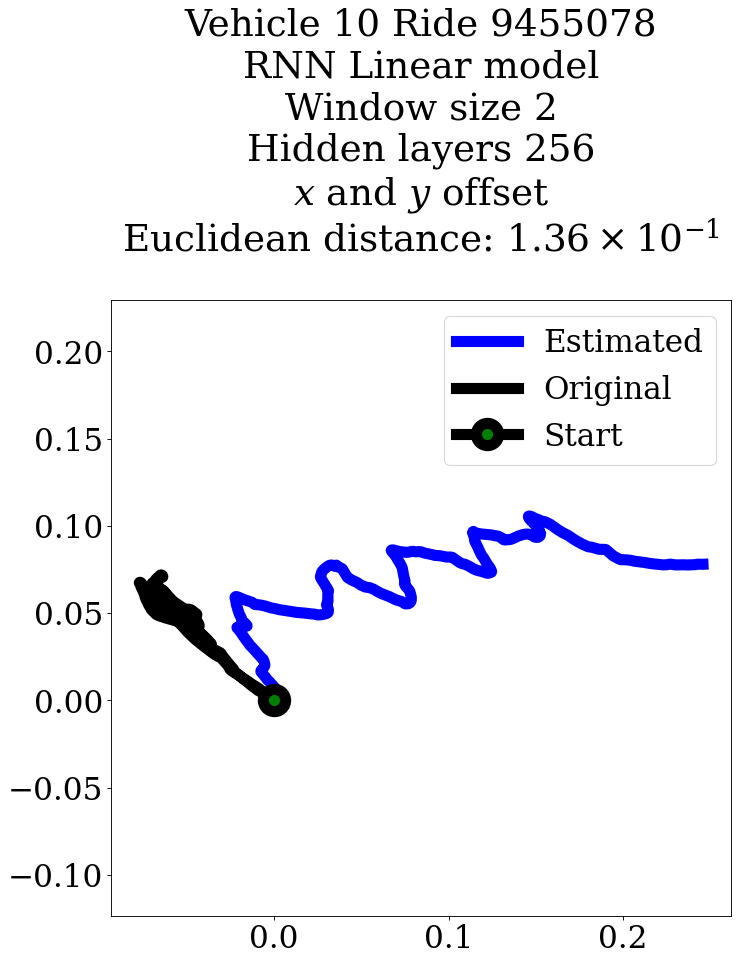 Vehicle 10 Ride 9455078
RNN Linear model
Window size 2
Hidden layers 256
x and y offset
Euclidean distance: 1.36 × 10⁻¹
Estimated
Original
Start
0.20
0.15
0.10
0.05
0.00
−0.05
−0.10
0.0 0.1 0.2